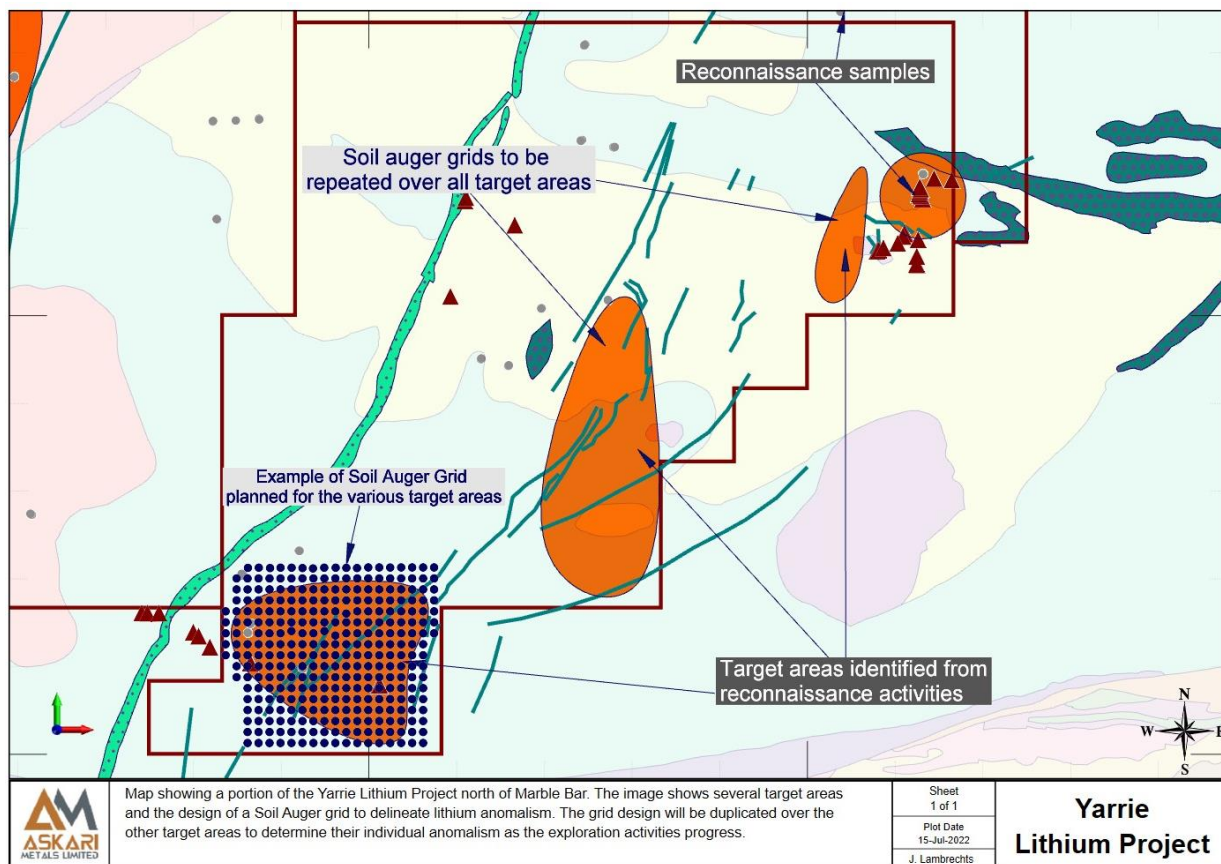 Reconnaissance samples
Soil auger grids to be
repeated over all target areas
Example of Soil Auger Grid
planned for the various target areas
Target areas identified from
reconnaissance activities
N
W
E
S
AM
ASKARI
METALS LIMITED
Map showing a portion of the Yarrie Lithium Project north of Marble Bar. The image shows several target areas
and the design of a Soil Auger grid to delineate lithium anomalism. The grid design will be duplicated over the
other target areas to determine their individual anomalism as the exploration activities progress.
Sheet
1 of 1
Plot Date
15-Jul-2022
J. Lambrechts
Yarrie
Lithium Project